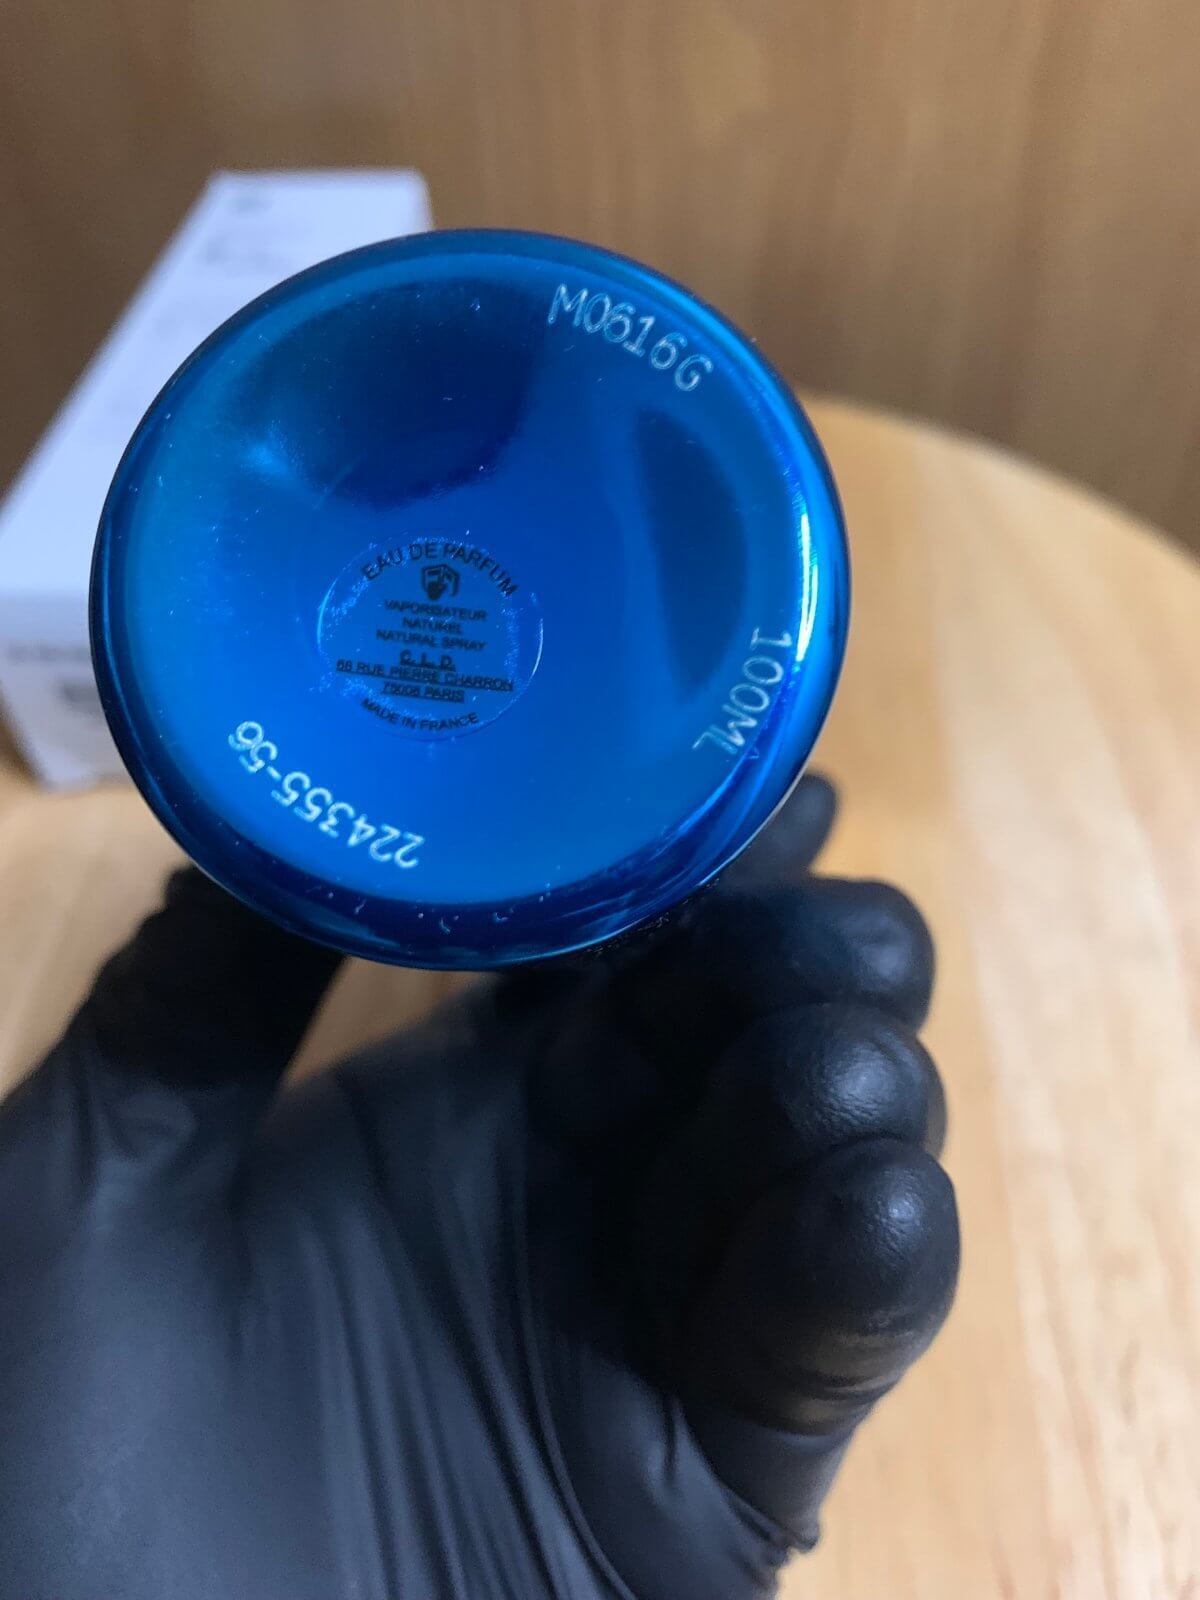 M0616G
EAU DE PARFUM
VAPORISATEUR
NATUREL
NATURAL SPRAY
C. L. D.
66 RUE PIERRE CHARRON
75008 PARIS
MADE IN FRANCE
100ML
224355-56